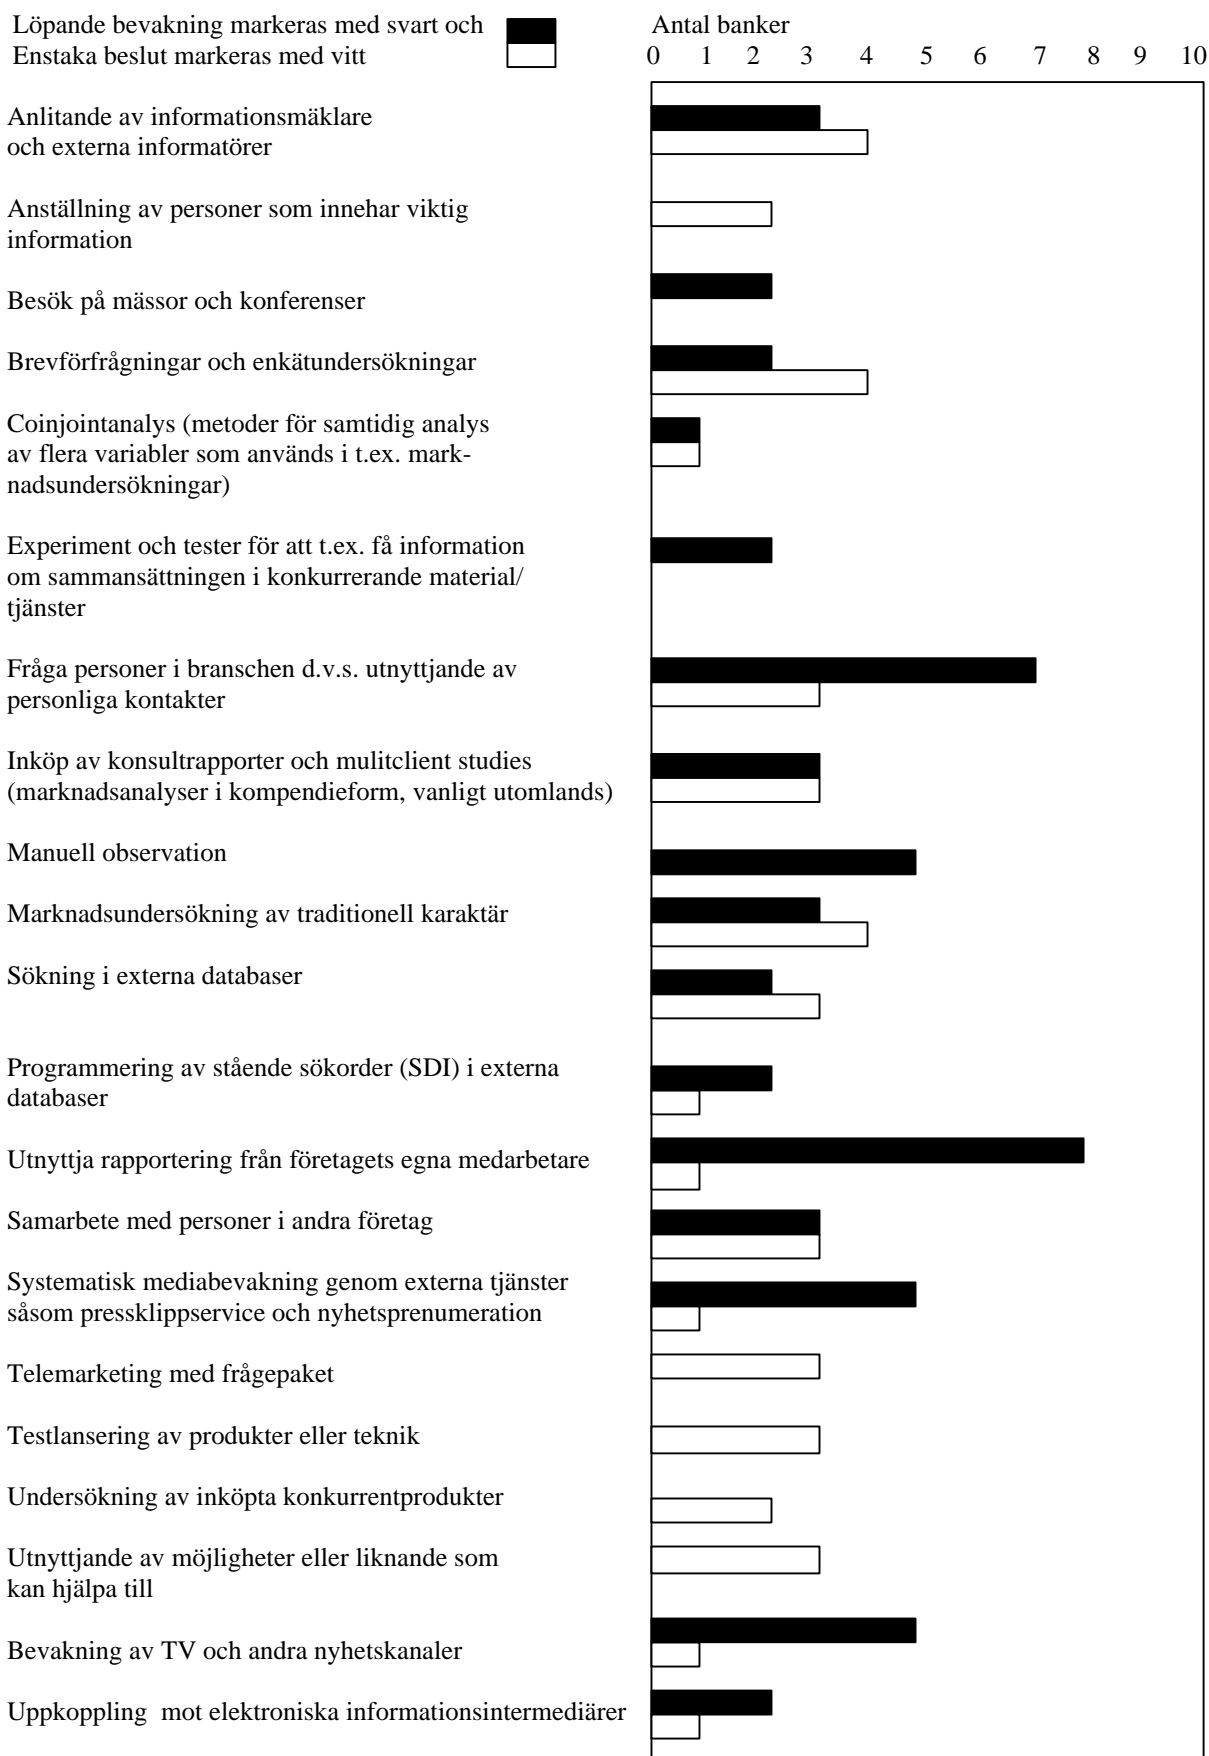 Löpande bevakning markeras med svart och
Enstaka beslut markeras med vitt
Antal banker
0 1 2 3 4 5 6 7 8 9 10
Anlitande av informationsmäklare
och externa informatörer
Anställning av personer som innehar viktig
information
Besök på mässor och konferenser
Brevförfrågningar och enkätundersökningar
Coinjointanalys (metoder för samtidig analys
av flera variabler som används i t.ex. mark-
nadsundersökningar)
Experiment och tester för att t.ex. få information
om sammansättningen i konkurrerande material/
tjänster
Fråga personer i branschen d.v.s. utnyttjande av
personliga kontakter
Inköp av konsultrapporter och mulitclient studies
(marknadsanalyser i kompendieform, vanligt utomlands)
Manuell observation
Marknadsundersökning av traditionell karaktär
Sökning i externa databaser
Programmering av stående sökorder (SDI) i externa
databaser
Utnyttja rapportering från företagets egna medarbetare
Samarbete med personer i andra företag
Systematisk mediabevakning genom externa tjänster
såsom pressklippservice och nyhetsprenumeration
Telemarketing med frågepaket
Testlansering av produkter eller teknik
Undersökning av inköpta konkurrentprodukter
Utnyttjande av möjligheter eller liknande som
kan hjälpa till
Bevakning av TV och andra nyhetskanaler
Uppkoppling mot elektroniska informationsintermediärer